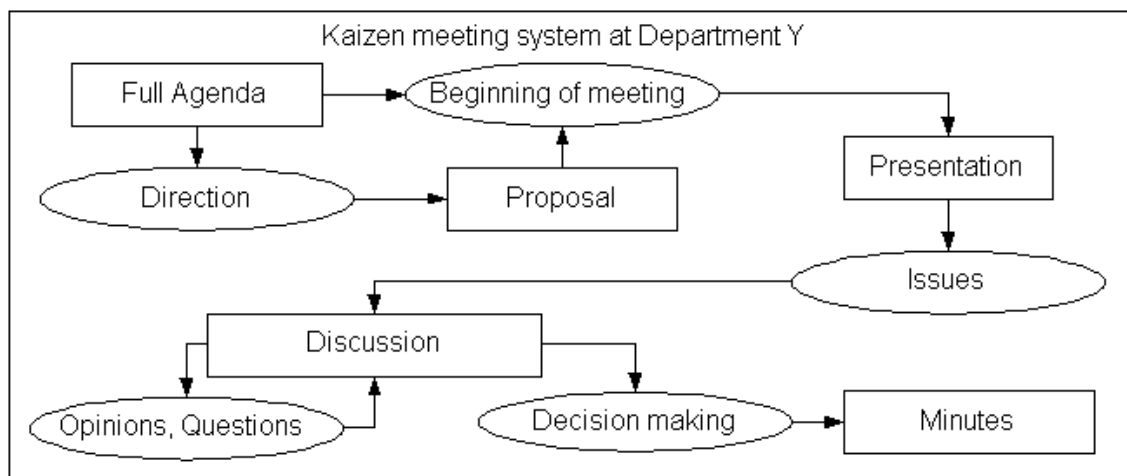 Kaizen meeting system at Department Y
Full Agenda
Beginning of meeting
Presentation
Direction
Proposal
Issues
Discussion
Opinions, Questions
Decision making
Minutes